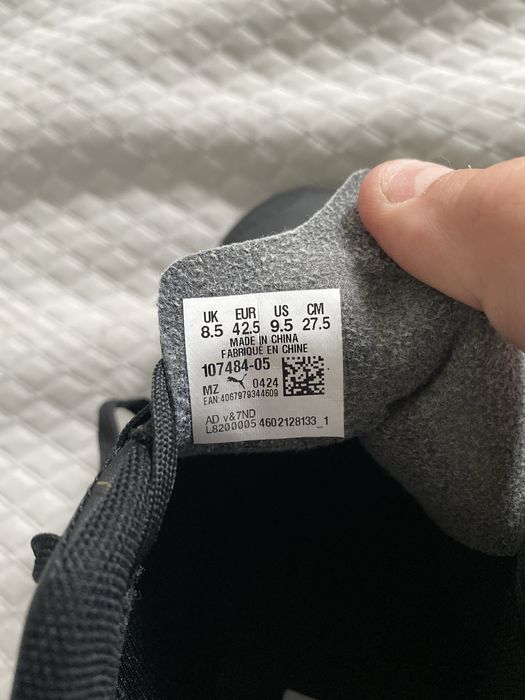 UK EUR US CM
8.5 42.5 9.5 27.5
MADE IN CHINA
FABRIQUE EN CHINE
107484-05
MZ 0424
EAN:4067979344609
AD v&7ND
L8200005 4602128133_1